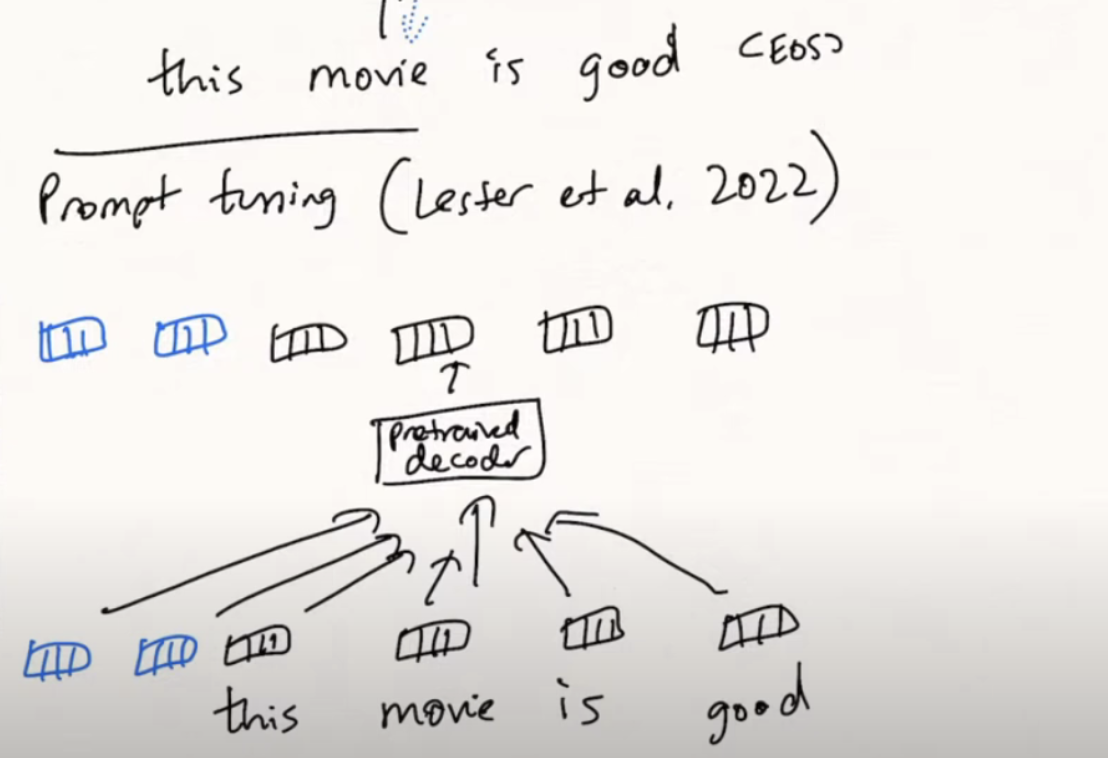 this movie is good <EOS>
Prompt tuning (Lester et al. 2022)
pretrained
decoder
this movie is good